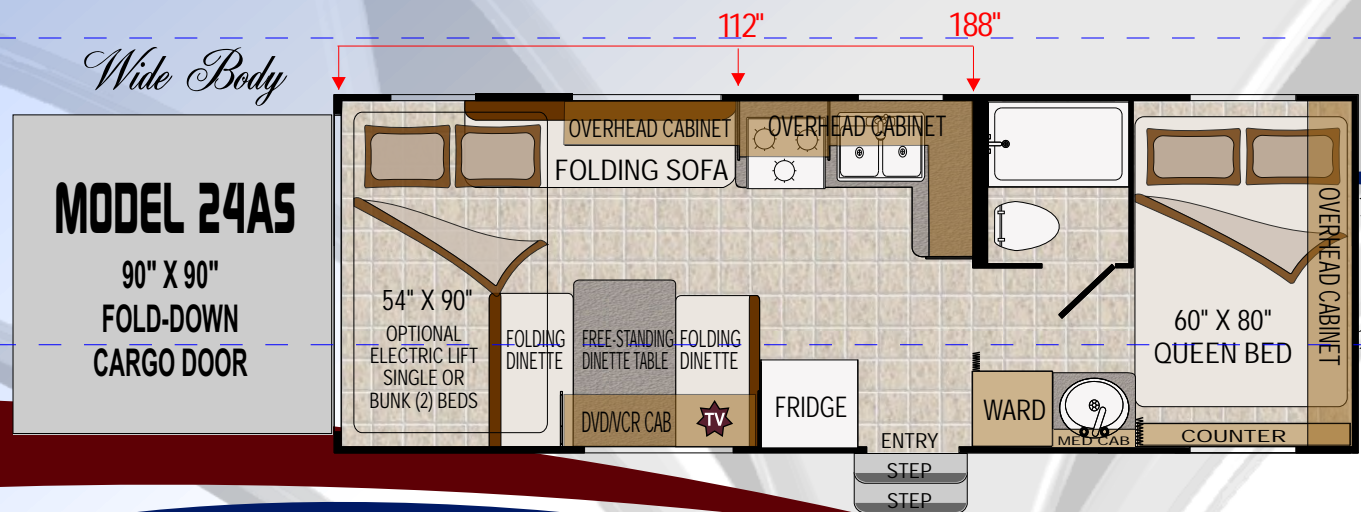 112"
188"
Wide Body
MODEL 24AS
90" X 90"
FOLD-DOWN
CARGO DOOR
OVERHEAD CABINET
OVERHEAD CABINET
FOLDING SOFA
54" X 90"
OPTIONAL
ELECTRIC LIFT
SINGLE OR
BUNK (2) BEDS
FOLDING
DINETTE
FREE-STANDING
DINETTE TABLE
FOLDING
DINETTE
DVD/VCR CAB
TV
FRIDGE
ENTRY
STEP
STEP
WARD
MED CAB
60" X 80"
QUEEN BED
OVERHEAD CABINET
COUNTER